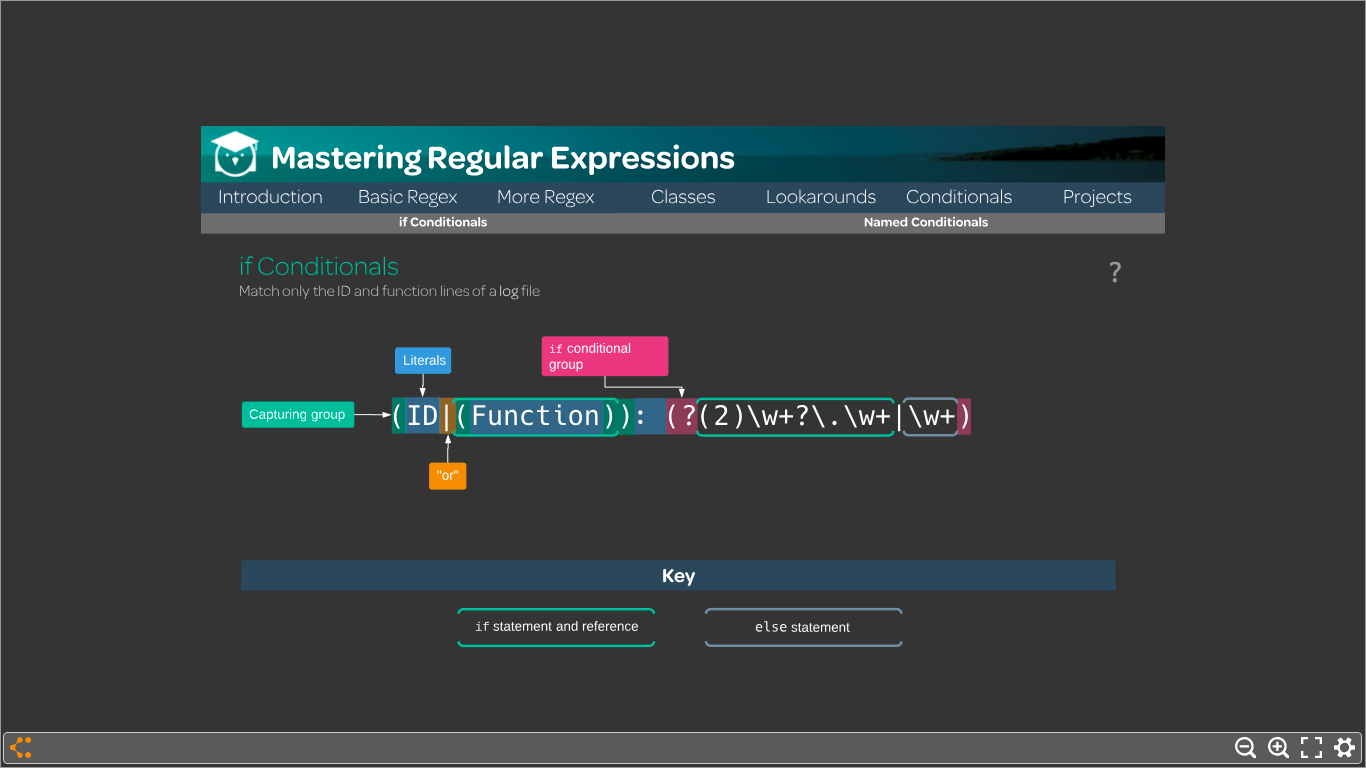 Mastering Regular Expressions
Introduction Basic Regex More Regex Classes Lookarounds Conditionals Projects
if Conditionals Named Conditionals
if Conditionals
?
Match only the ID and function lines of a log file
if conditional
group
Literals
Capturing group
(ID|(Function)): (?(2)\w+?\.\w+|\w+)
"or"
Key
if statement and reference else statement